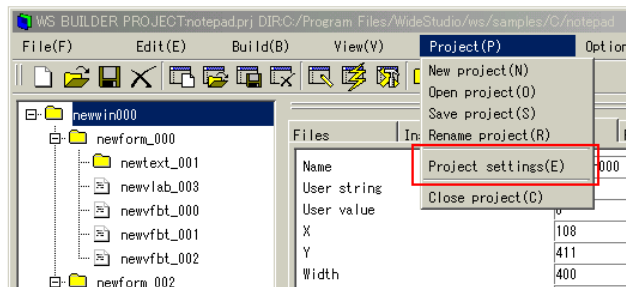 WS BUILDER PROJECT:notepad.prj DIRC:/Program Files/WideStudio/ws/samples/C/notepad
File(F) Edit(E) Build(B) View(V) Project(P) Option
New project(N)
Open project(O)
Save project(S)
Rename project(R)
Project settings(E)
Close project(C)
newwin000
newform_000
newtext_001
newvlab_003
newvfbt_000
newvfbt_001
newvfbt_002
newform_002
Files In
Name 000
User string
User value 0
X 108
Y 411
Width 400